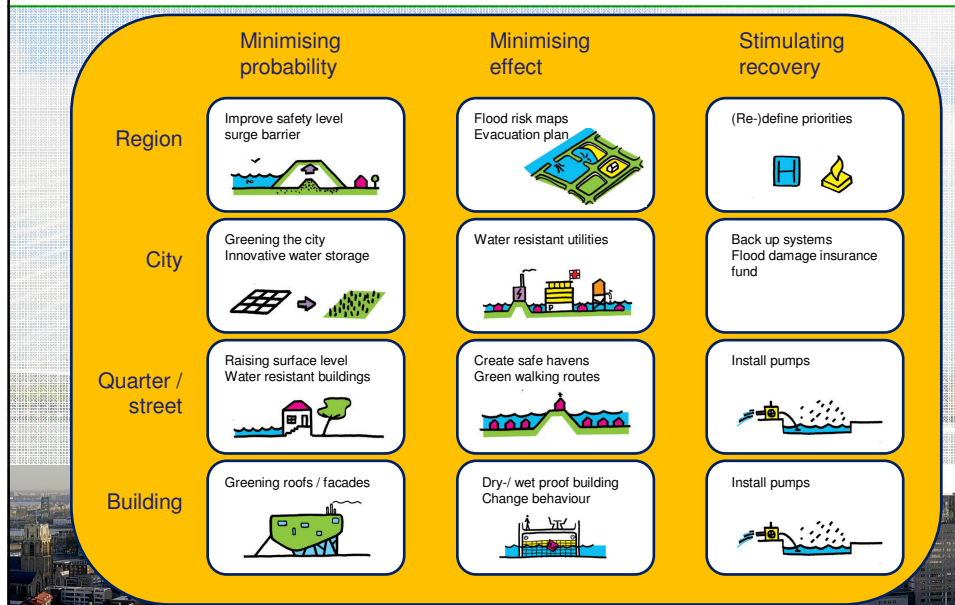 Minimising
probability
Minimising
effect
Stimulating
recovery
Region
Improve safety level
surge barrier
Flood risk maps
Evacuation plan
(Re-)define priorities
H
City
Greening the city
Innovative water storage
Water resistant utilities
P
Back up systems
Flood damage insurance
fund
Quarter /
street
Raising surface level
Water resistant buildings
Create safe havens
Green walking routes
Install pumps
Building
Greening roofs / facades
Dry-/ wet proof building
Change behaviour
Install pumps